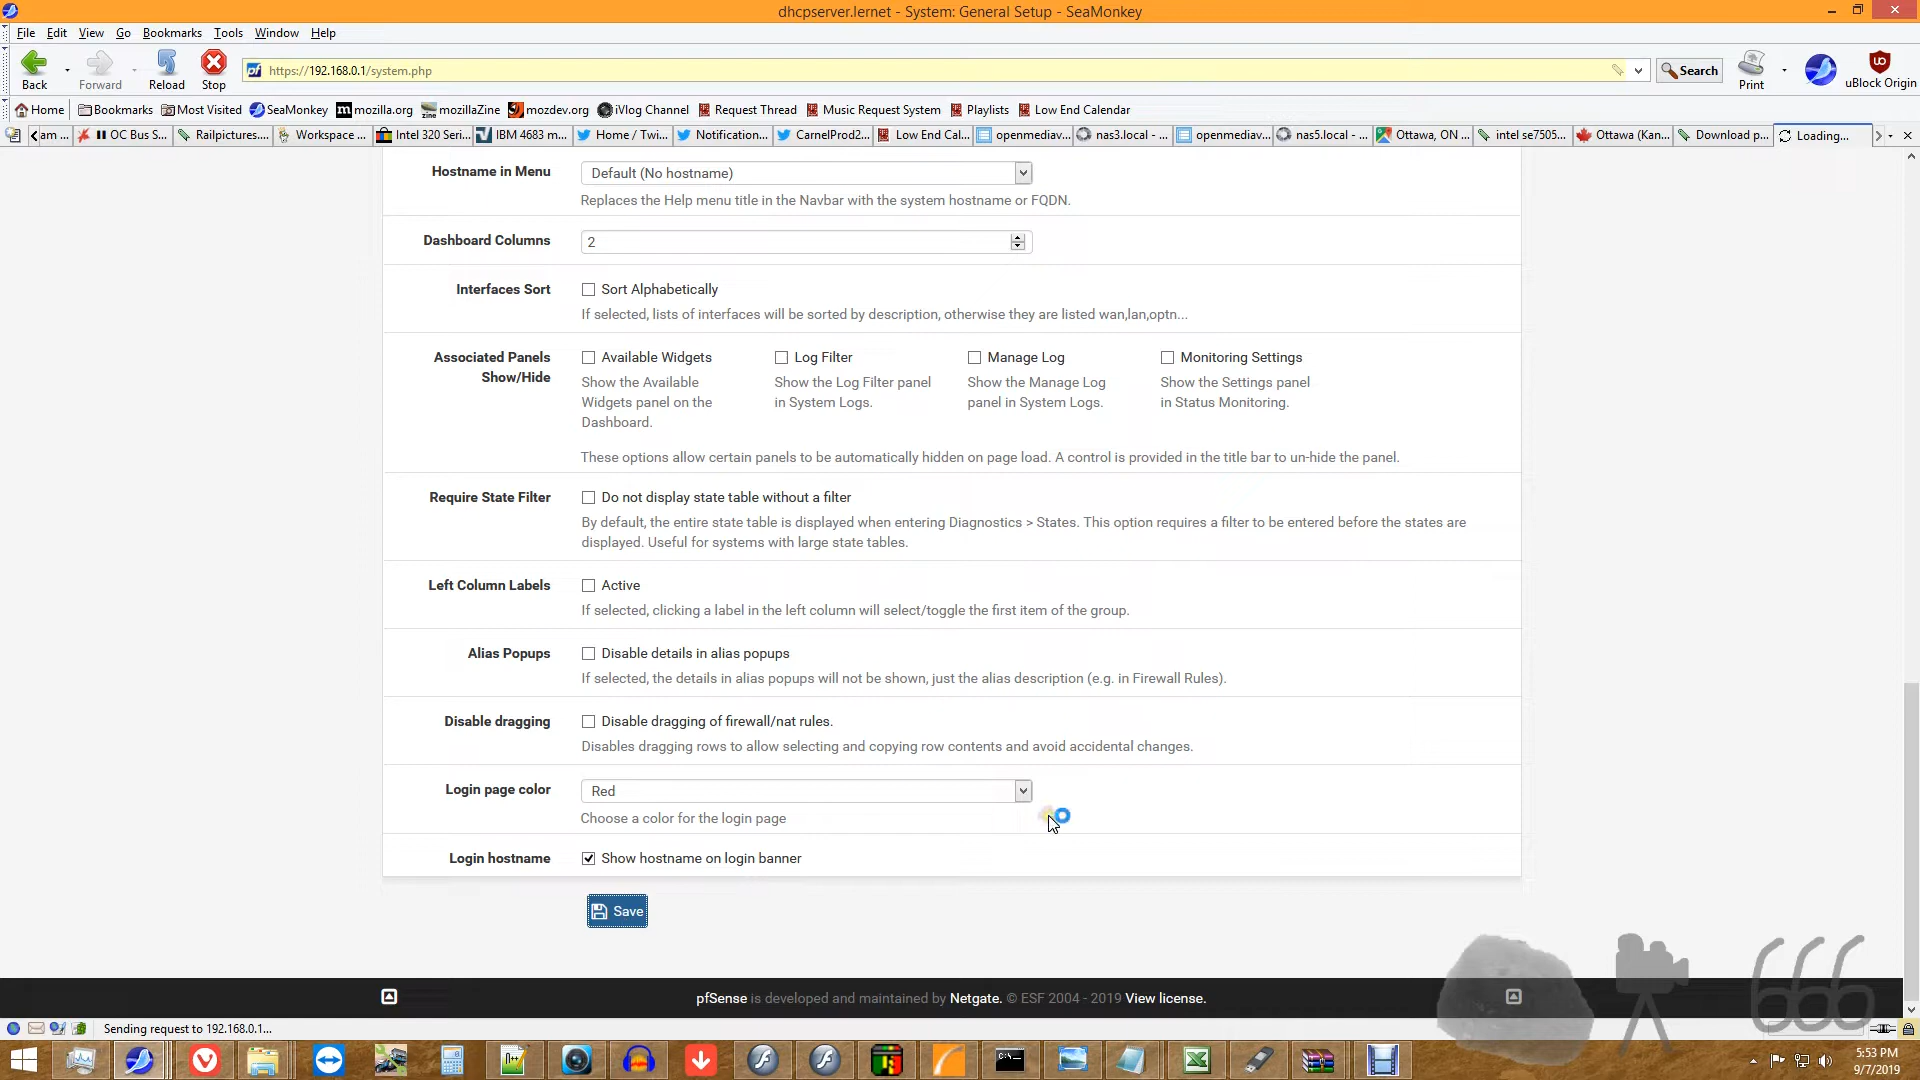 dhcpserver.lernet - System: General Setup - SeaMonkey
File Edit View Go Bookmarks Tools Window Help
Back Forward Reload Stop
https://192.168.0.1/system.php
Search
Print
uBlock Origin
Home Bookmarks Most Visited SeaMonkey mozilla.org mozillaZine mozdev.org iVlog Channel Request Thread Music Request System Playlists Low End Calendar
am ... OC Bus S... Railpictures.... Workspace ... Intel 320 Seri... IBM 4683 m... Home / Twi... Notification... CarnelProd2... Low End Cal... openmediav... nas3.local - ... openmediav... nas5.local - ... Ottawa, ON ... intel se7505... Ottawa (Kan... Download p... Loading...
Hostname in Menu
Default (No hostname)
Replaces the Help menu title in the Navbar with the system hostname or FQDN.
Dashboard Columns
2
Interfaces Sort
Sort Alphabetically
If selected, lists of interfaces will be sorted by description, otherwise they are listed wan,lan,optn...
Associated Panels
Show/Hide
Available Widgets
Show the Available
Widgets panel on the
Dashboard.
Log Filter
Show the Log Filter panel
in System Logs.
Manage Log
Show the Manage Log
panel in System Logs.
Monitoring Settings
Show the Settings panel
in Status Monitoring.
These options allow certain panels to be automatically hidden on page load. A control is provided in the title bar to un-hide the panel.
Require State Filter
Do not display state table without a filter
By default, the entire state table is displayed when entering Diagnostics > States. This option requires a filter to be entered before the states are
displayed. Useful for systems with large state tables.
Left Column Labels
Active
If selected, clicking a label in the left column will select/toggle the first item of the group.
Alias Popups
Disable details in alias popups
If selected, the details in alias popups will not be shown, just the alias description (e.g. in Firewall Rules).
Disable dragging
Disable dragging of firewall/nat rules.
Disables dragging rows to allow selecting and copying row contents and avoid accidental changes.
Login page color
Red
Choose a color for the login page
Login hostname
Show hostname on login banner
Save
pfSense is developed and maintained by Netgate. © ESF 2004 - 2019 View license.
666
Sending request to 192.168.0.1...
5:53 PM
9/7/2019